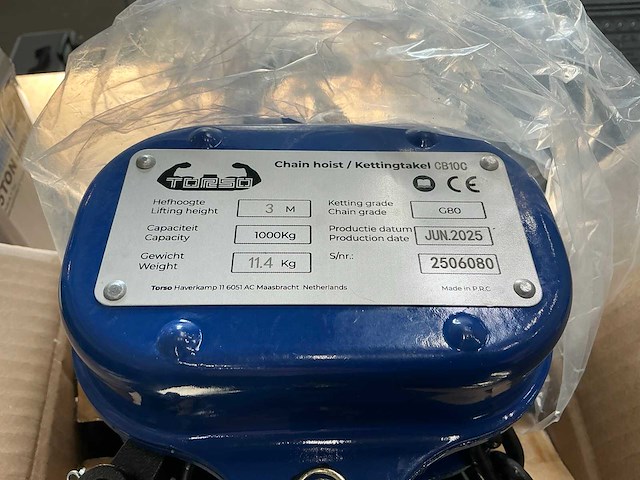 Chain hoist / Kettingtakel CB10C
TORSO
CE
Hefhoogte
Lifting height
3 M
Ketting grade
Chain grade
G80
Capaciteit
Capacity
1000Kg
Productie datum
Production date
JUN.2025
Gewicht
Weight
11.4 Kg
S/nr.:
2506080
Torso Haverkamp 11 6051 AC Maasbracht Netherlands
Made in P.R.C.